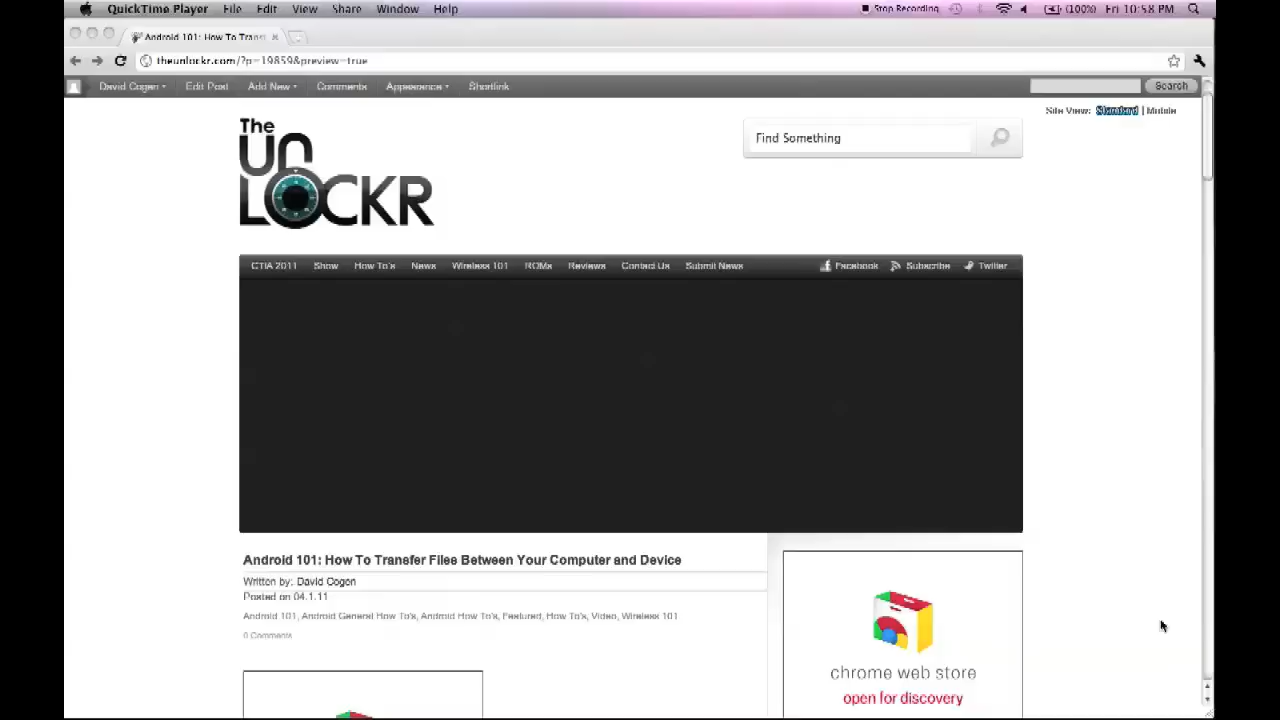 QuickTime Player File Edit View Share Window Help Stop Recording (100%) Fri 10:58 PM
Android 101: How To Trans
theunlockr.com/?p=19859&preview=true
David Cogen Edit Post Add New Comments Appearance Shortlink Search
Site View: Standard | Mobile
The
UN
LOCKR
Find Something
CTIA 2011 Show How To's News Wireless 101 ROMs Reviews Contact Us Submit News Facebook Subscribe Twitter
Android 101: How To Transfer Files Between Your Computer and Device
Written by: David Cogen
Posted on 04.1.11
Android 101, Android General How To's, Android How To's, Featured, How To's, Video, Wireless 101
0 Comments
chrome web store
open for discovery